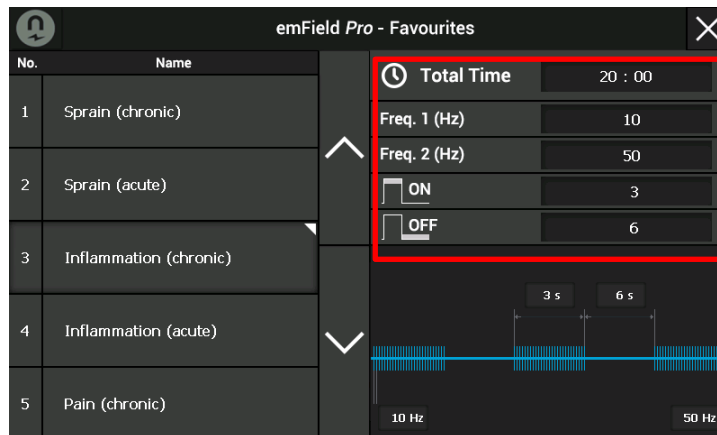 emField Pro - Favourites
No. Name
1 Sprain (chronic)
2 Sprain (acute)
3 Inflammation (chronic)
4 Inflammation (acute)
5 Pain (chronic)
Total Time 20 : 00
Freq. 1 (Hz) 10
Freq. 2 (Hz) 50
ON 3
OFF 6
3 s 6 s
10 Hz 50 Hz